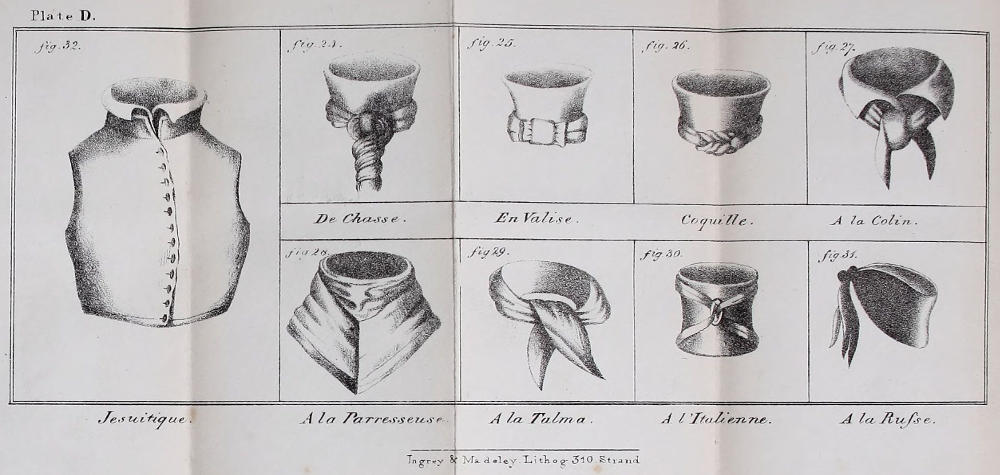 Plate D.
fig. 32.
fig. 24.
fig. 25.
fig. 26.
fig. 27.
De Chasse.
En Valise.
Coquille.
A la Colin.
fig. 28.
fig. 29.
fig. 30.
fig. 31.
Jesuitique.
A la Parresseuse
A la Talma.
A l'Italienne.
A la Ruſse.
Ingrey & Madeley Lithog. 310 Strand